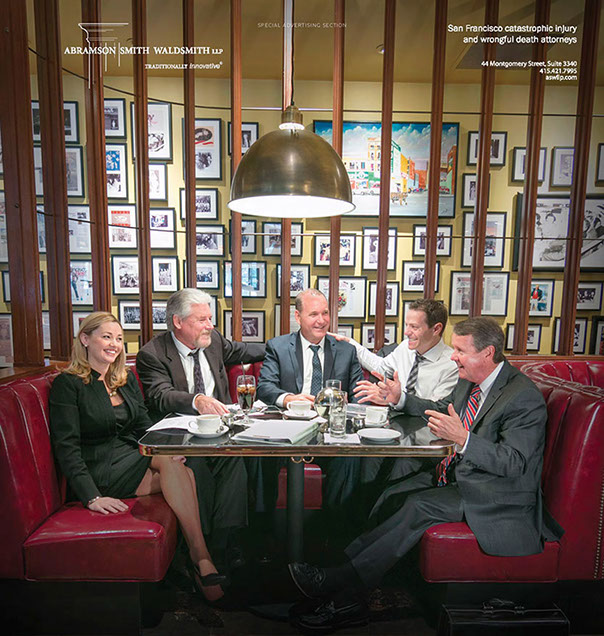 SPECIAL ADVERTISING SECTION
ABRAMSON SMITH WALDSMITH LLP
TRADITIONALLY innovative®
San Francisco catastrophic injury
and wrongful death attorneys
44 Montgomery Street, Suite 3340
415.421.7995
aswllp.com